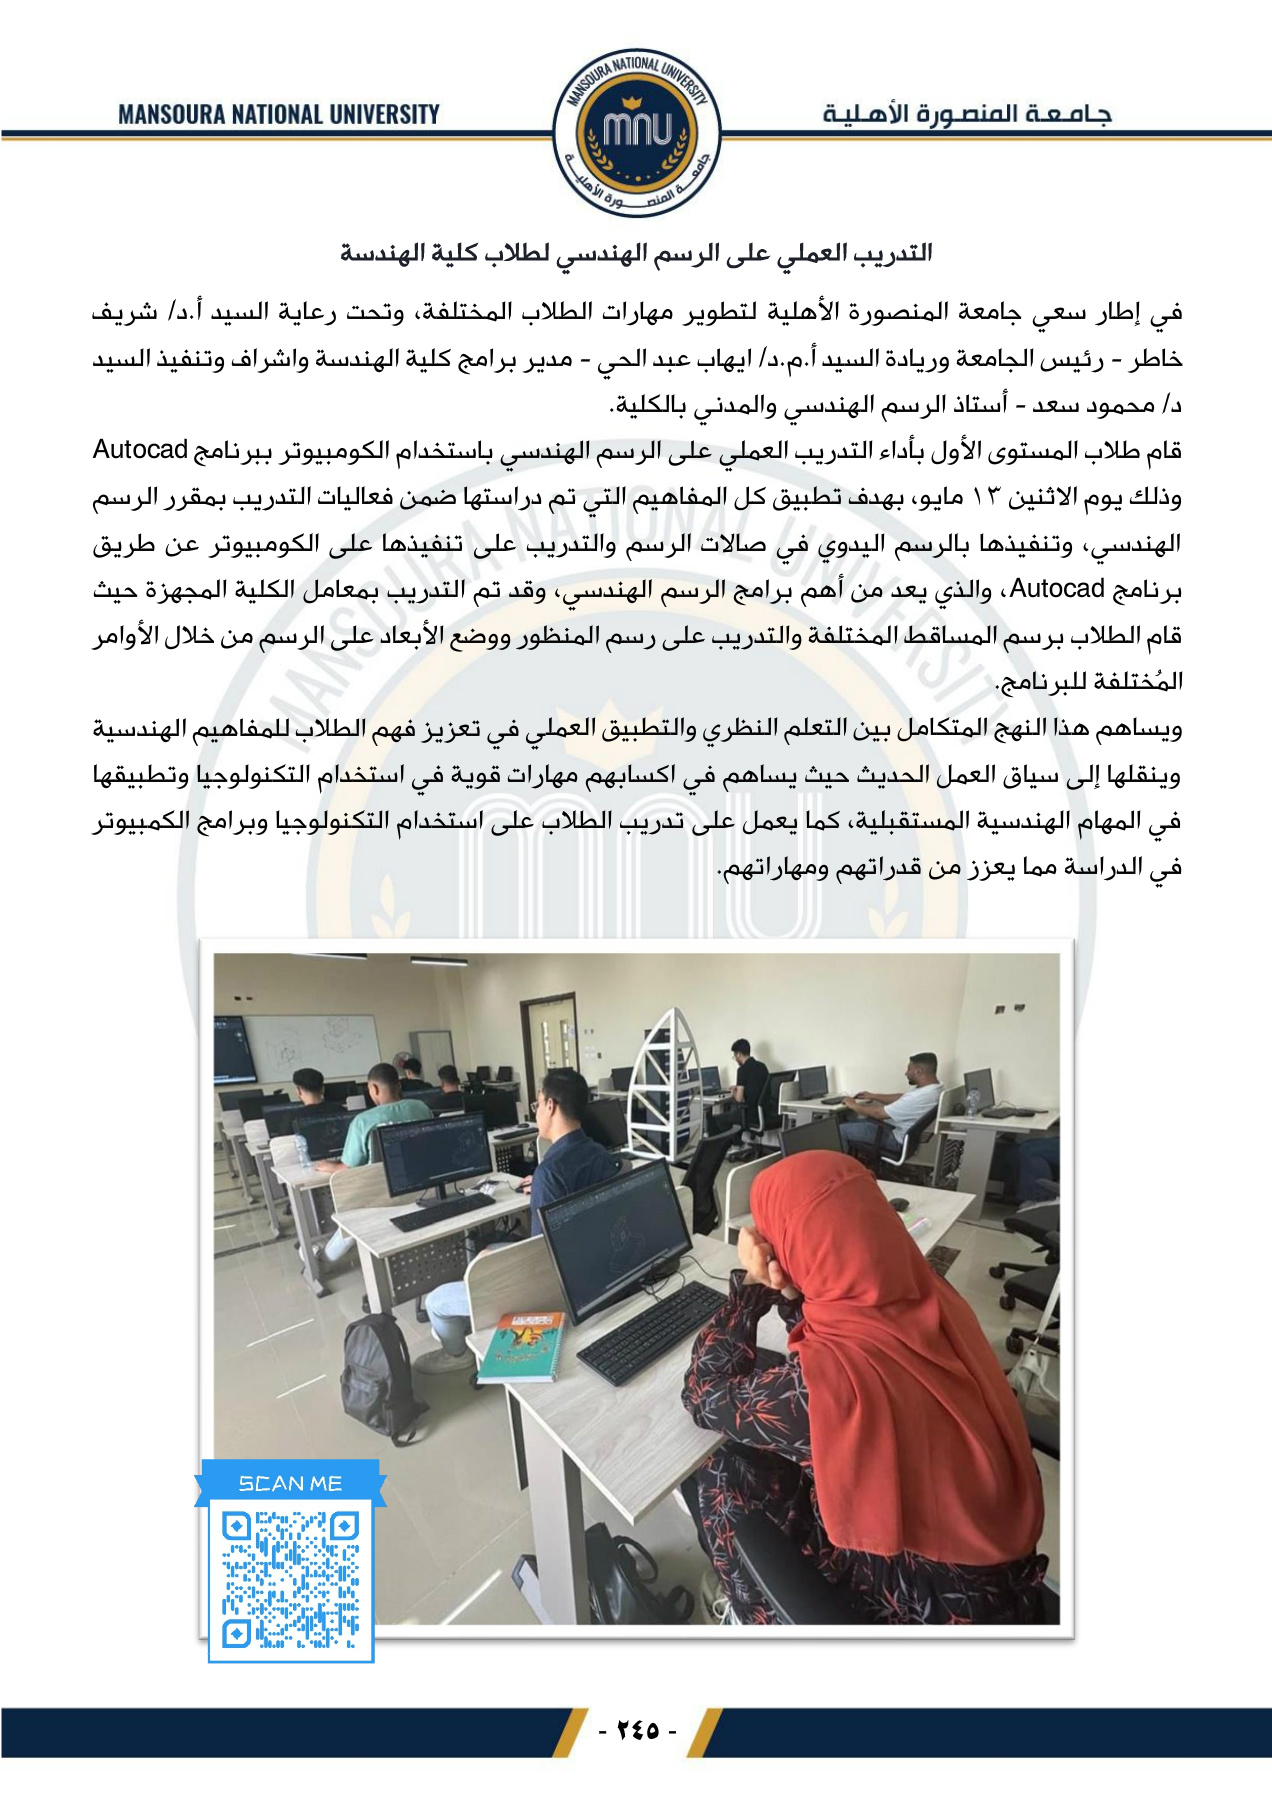 MANSOURA NATIONAL UNIVERSITY
جامعة المنصورة الأهلية
MANSOURA NATIONAL UNIVERSITY
mnu
جامعة المنصورة الأهلية
التدريب العملي على الرسم الهندسي لطلاب كلية الهندسة
في إطار سعي جامعة المنصورة الأهلية لتطوير مهارات الطلاب المختلفة، وتحت رعاية السيد أ.د/ شريف
خاطر - رئيس الجامعة وريادة السيد أ.م.د/ ايهاب عبد الحي - مدير برامج كلية الهندسة واشراف وتنفيذ السيد
د/ محمود سعد - أستاذ الرسم الهندسي والمدني بالكلية.
قام طلاب المستوى الأول بأداء التدريب العملي على الرسم الهندسي باستخدام الكومبيوتر ببرنامج Autocad
وذلك يوم الاثنين ١٣ مايو، بهدف تطبيق كل المفاهيم التي تم دراستها ضمن فعاليات التدريب بمقرر الرسم
الهندسي، وتنفيذها بالرسم اليدوي في صالات الرسم والتدريب على تنفيذها على الكومبيوتر عن طريق
برنامج Autocad، والذي يعد من أهم برامج الرسم الهندسي، وقد تم التدريب بمعامل الكلية المجهزة حيث
قام الطلاب برسم المساقط المختلفة والتدريب على رسم المنظور ووضع الأبعاد على الرسم من خلال الأوامر
المُختلفة للبرنامج.
ويساهم هذا النهج المتكامل بين التعلم النظري والتطبيق العملي في تعزيز فهم الطلاب للمفاهيم الهندسية
وينقلها إلى سياق العمل الحديث حيث يساهم في اكسابهم مهارات قوية في استخدام التكنولوجيا وتطبيقها
في المهام الهندسية المستقبلية، كما يعمل على تدريب الطلاب على استخدام التكنولوجيا وبرامج الكمبيوتر
في الدراسة مما يعزز من قدراتهم ومهاراتهم.
MANSOURA NATIONAL UNIVERSITY
mnu
SCAN ME
- ٢٤٥ -